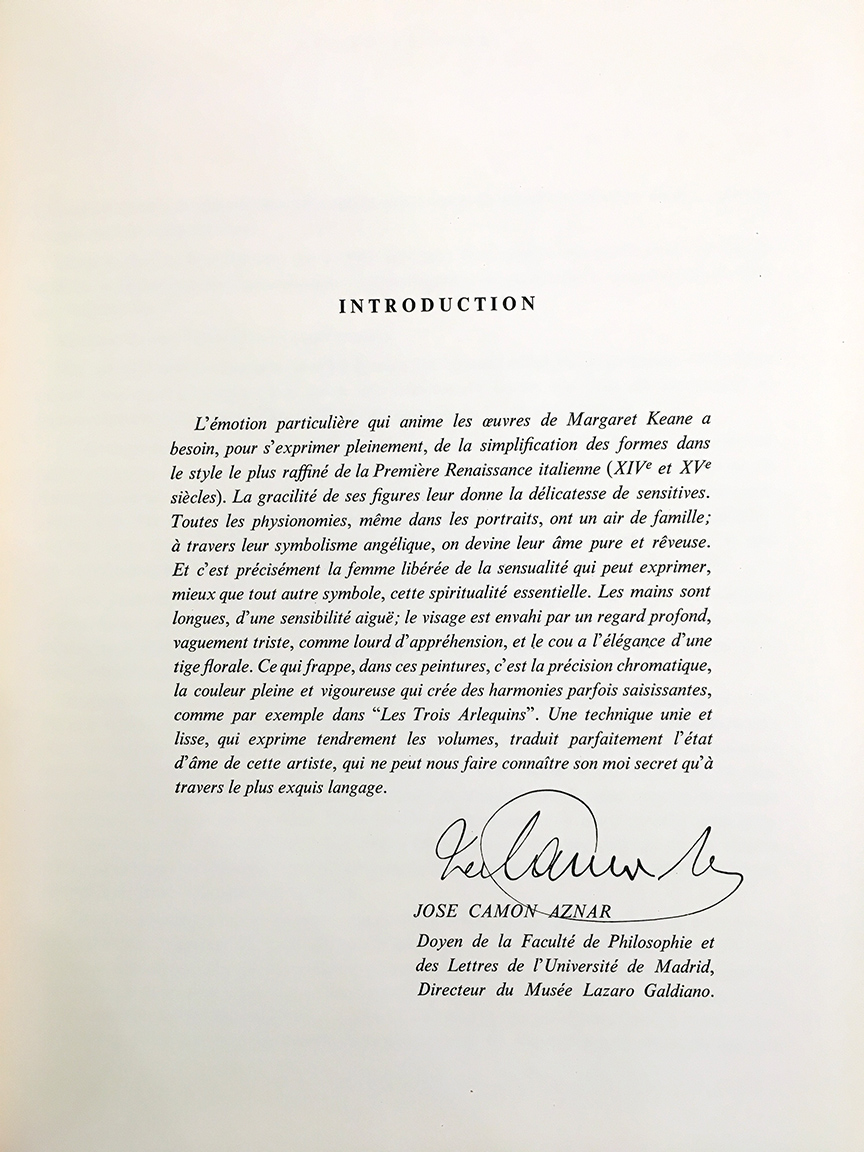 INTRODUCTION
L'émotion particulière qui anime les œuvres de Margaret Keane a
besoin, pour s'exprimer pleinement, de la simplification des formes dans
le style le plus raffiné de la Première Renaissance italienne (XIVe et XVe
siècles). La gracilité de ses figures leur donne la délicatesse de sensitives.
Toutes les physionomies, même dans les portraits, ont un air de famille;
à travers leur symbolisme angélique, on devine leur âme pure et rêveuse.
Et c'est précisément la femme libérée de la sensualité qui peut exprimer,
mieux que tout autre symbole, cette spiritualité essentielle. Les mains sont
longues, d'une sensibilité aiguë; le visage est envahi par un regard profond,
vaguement triste, comme lourd d'appréhension, et le cou a l'élégance d'une
tige florale. Ce qui frappe, dans ces peintures, c'est la précision chromatique,
la couleur pleine et vigoureuse qui crée des harmonies parfois saisissantes,
comme par exemple dans “Les Trois Arlequins”. Une technique unie et
lisse, qui exprime tendrement les volumes, traduit parfaitement l'état
d'âme de cette artiste, qui ne peut nous faire connaître son moi secret qu'à
travers le plus exquis langage.
JOSE CAMON AZNAR
Doyen de la Faculté de Philosophie et
des Lettres de l'Université de Madrid,
Directeur du Musée Lazaro Galdiano.